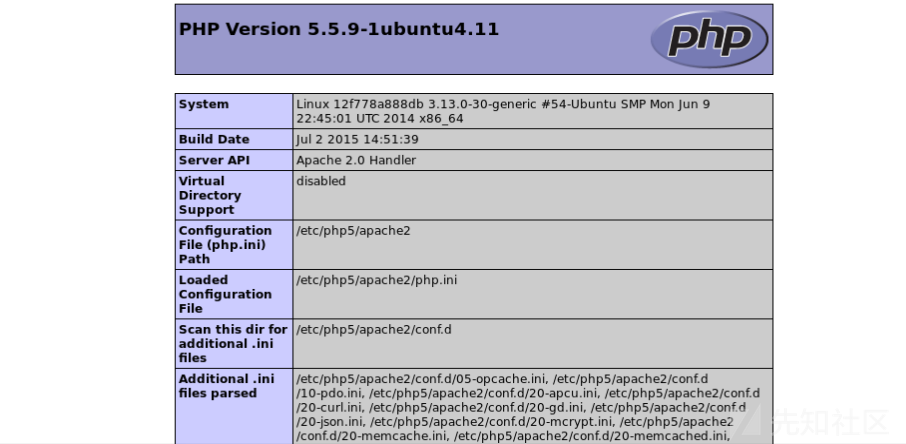 PHP Version 5.5.9-1ubuntu4.11
php
System
Linux 12f778a888db 3.13.0-30-generic #54-Ubuntu SMP Mon Jun 9
22:45:01 UTC 2014 x86_64
Build Date
Jul 2 2015 14:51:39
Server API
Apache 2.0 Handler
Virtual
Directory
Support
disabled
Configuration
File (php.ini)
Path
/etc/php5/apache2
Loaded
Configuration
File
/etc/php5/apache2/php.ini
Scan this dir for
additional .ini
files
/etc/php5/apache2/conf.d
Additional .ini
files parsed
/etc/php5/apache2/conf.d/05-opcache.ini, /etc/php5/apache2/conf.d
/10-pdo.ini, /etc/php5/apache2/conf.d/20-apcu.ini, /etc/php5/apache2/conf.d
/20-curl.ini, /etc/php5/apache2/conf.d/20-gd.ini, /etc/php5/apache2/conf.d
/20-json.ini, /etc/php5/apache2/conf.d/20-mcrypt.ini, /etc/php5/apache2
/conf.d/20-memcache.ini, /etc/php5/apache2/conf.d/20-memcached.ini,
先知社区